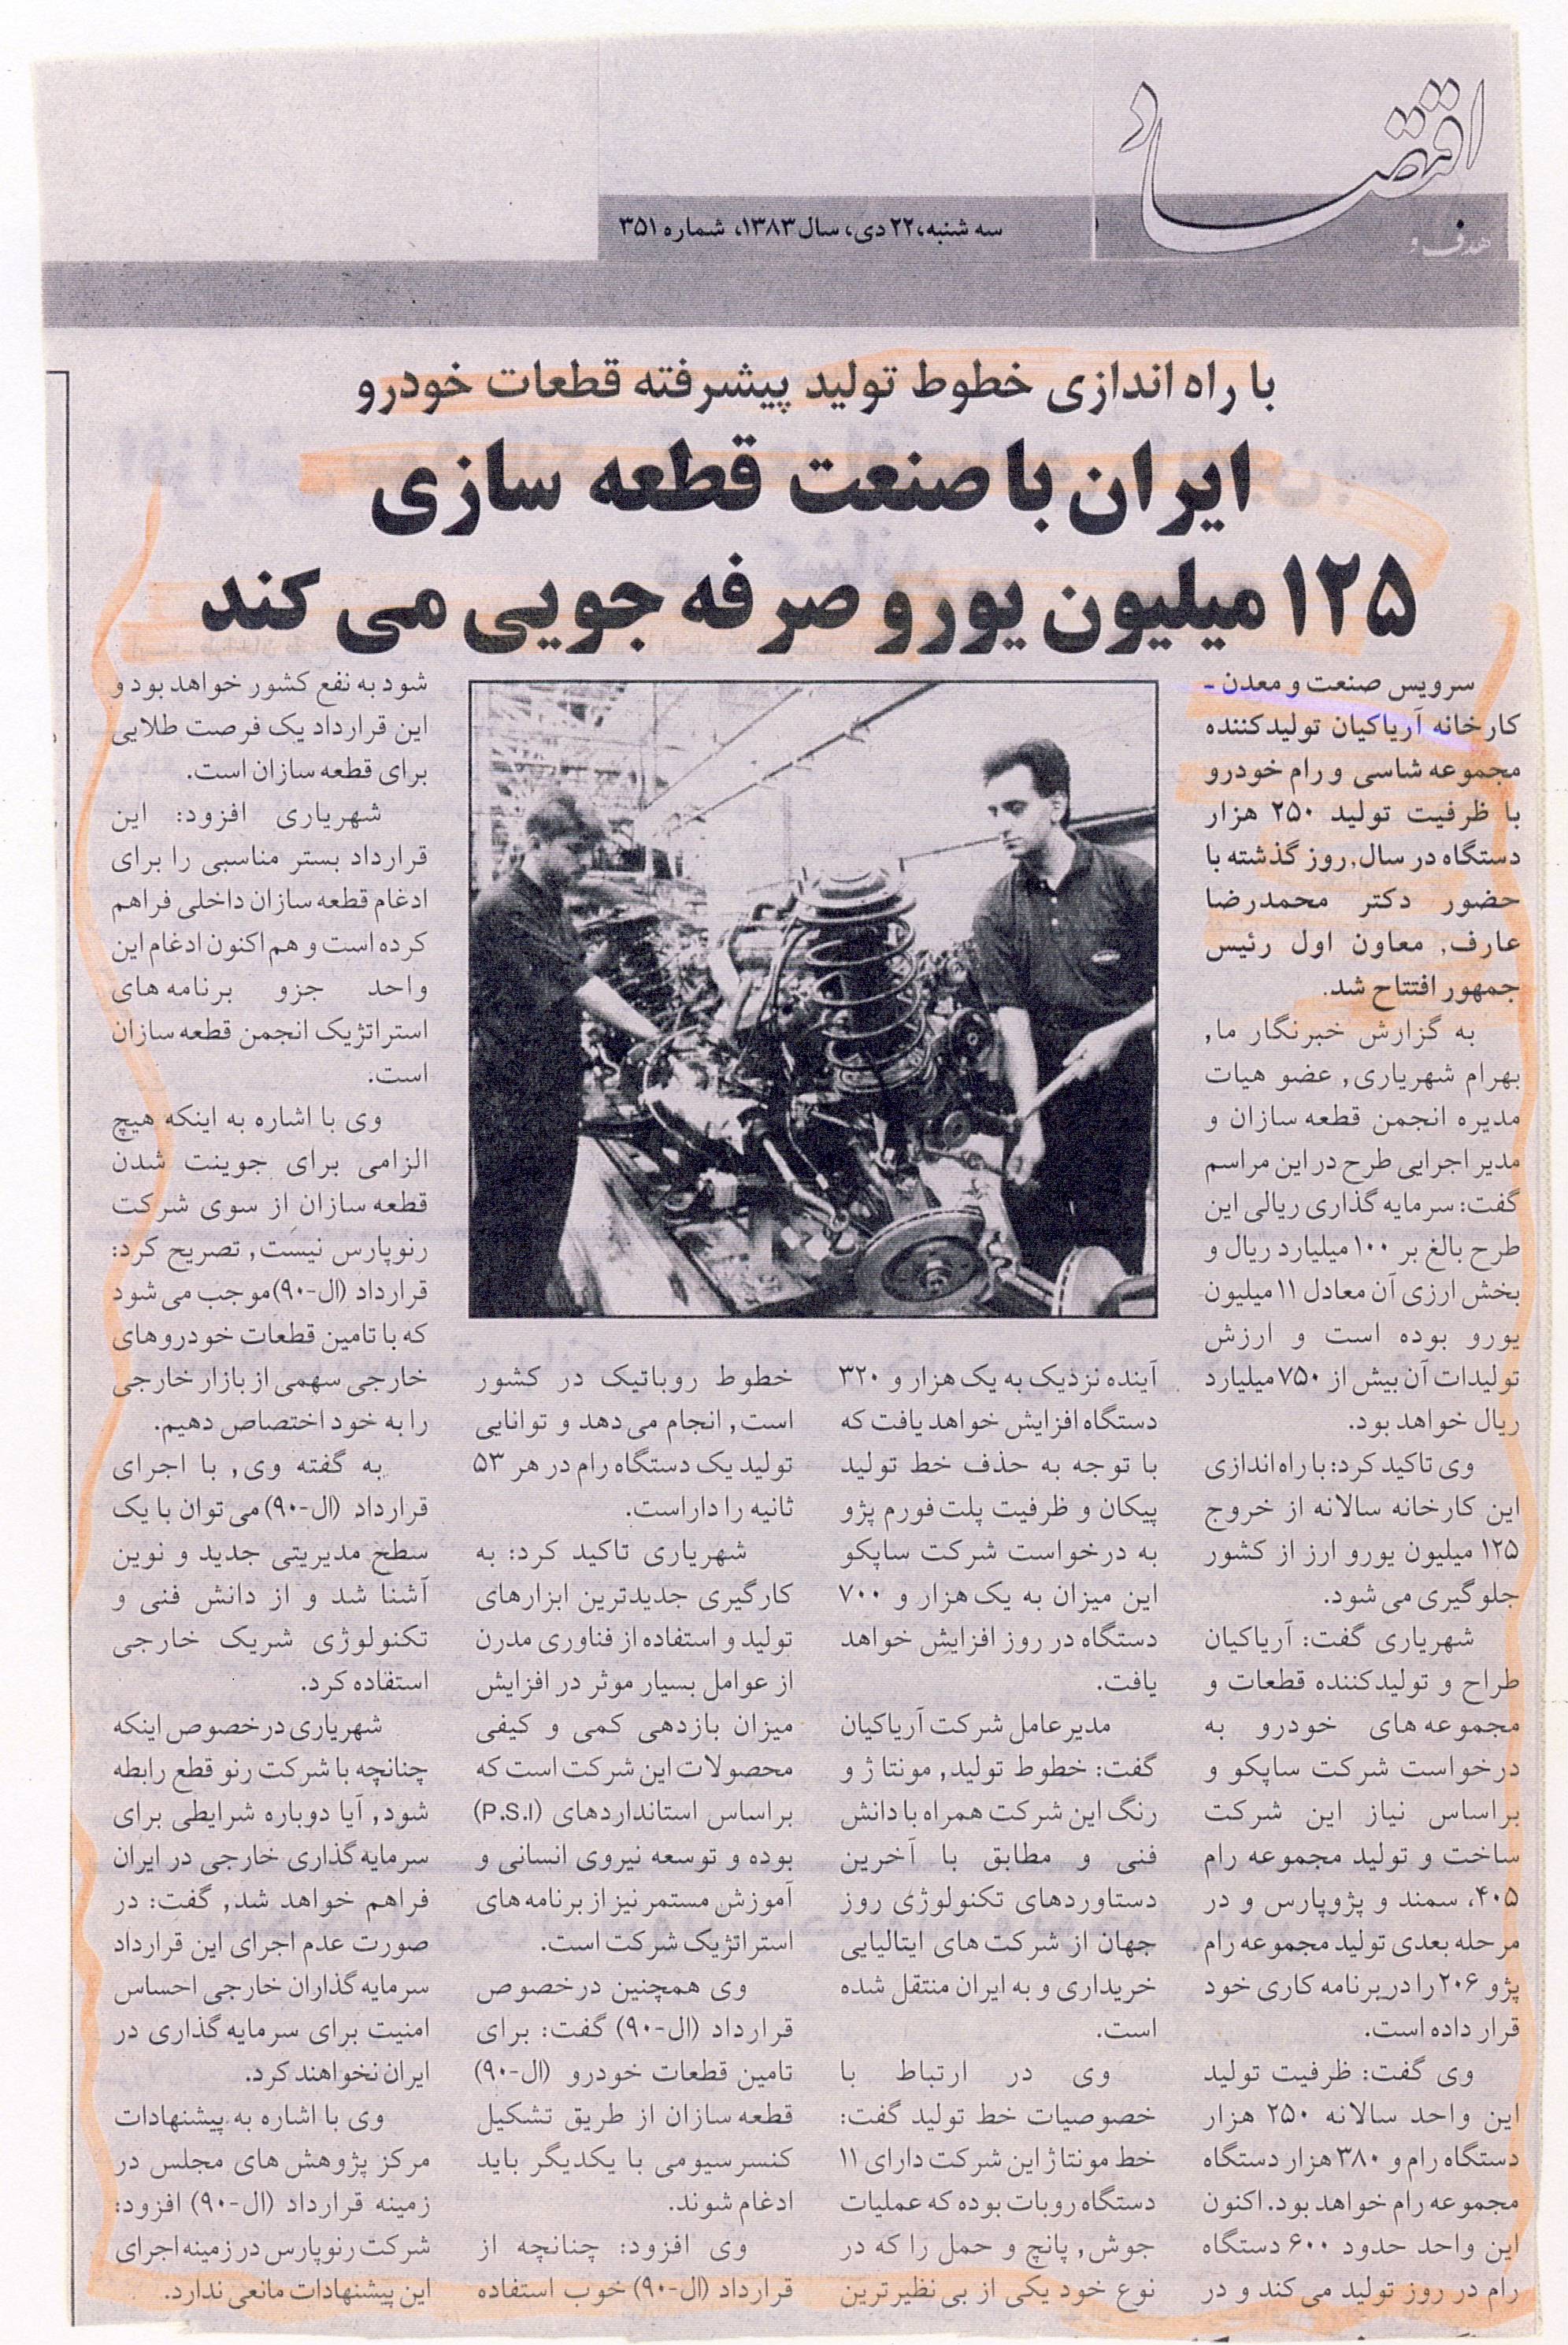 اقتصاد
هدف و
سه شنبه، ۲۲ دی، سال ۱۳۸۳، شماره ۳۵۱
با راه اندازی خطوط تولید پیشرفته قطعات خودرو
ایران با صنعت قطعه سازی
۱۲۵ میلیون یورو صرفه جویی می کند
سرویس صنعت و معدن -
کارخانه آریاکیان تولیدکننده
مجموعه شاسی و رام خودرو
با ظرفیت تولید ۲۵۰ هزار
دستگاه در سال, روز گذشته با
حضور دکتر محمدرضا
عارف, معاون اول رئیس
جمهور افتتاح شد.
به گزارش خبرنگار ما,
بهرام شهریاری, عضو هیات
مدیره انجمن قطعه سازان و
مدیر اجرایی طرح در این مراسم
گفت: سرمایه گذاری ریالی این
طرح بالغ بر ۱۰۰ میلیارد ریال و
بخش ارزی آن معادل ۱۱ میلیون
یورو بوده است و ارزش
تولیدات آن بیش از ۷۵۰ میلیارد
ریال خواهد بود.
وی تاکید کرد: با راه اندازی
این کارخانه سالانه از خروج
۱۲۵ میلیون یورو ارز از کشور
جلوگیری می شود.
شهریاری گفت: آریاکیان
طراح و تولیدکننده قطعات و
مجموعه های خودرو به
درخواست شرکت ساپکو و
براساس نیاز این شرکت
ساخت و تولید مجموعه رام
۴۰۵، سمند و پژوپارس و در
مرحله بعدی تولید مجموعه رام
پژو ۲۰۶ را در برنامه کاری خود
قرار داده است.
وی گفت: ظرفیت تولید
این واحد سالانه ۲۵۰ هزار
دستگاه رام و ۳۸۰ هزار دستگاه
مجموعه رام خواهد بود. اکنون
این واحد حدود ۶۰۰ دستگاه
رام در روز تولید می کند و در
آینده نزدیک به یک هزار و ۳۲۰
دستگاه افزایش خواهد یافت که
با توجه به حذف خط تولید
پیکان و ظرفیت پلت فورم پژو
به درخواست شرکت ساپکو
این میزان به یک هزار و ۷۰۰
دستگاه در روز افزایش خواهد
یافت.
مدیرعامل شرکت آریاکیان
گفت: خطوط تولید, مونتاژ و
رنگ این شرکت همراه با دانش
فنی و مطابق با آخرین
دستاوردهای تکنولوژی روز
جهان از شرکت های ایتالیایی
خریداری و به ایران منتقل شده
است.
وی در ارتباط با
خصوصیات خط تولید گفت:
خط مونتاژ این شرکت دارای ۱۱
دستگاه روبات بوده که عملیات
جوش, پانچ و حمل را که در
نوع خود یکی از بی نظیرترین
خطوط روباتیک در کشور
است, انجام می دهد و توانایی
تولید یک دستگاه رام در هر ۵۳
ثانیه را داراست.
شهریاری تاکید کرد: به
کارگیری جدیدترین ابزارهای
تولید و استفاده از فناوری مدرن
از عوامل بسیار موثر در افزایش
میزان بازدهی کمی و کیفی
محصولات این شرکت است که
براساس استانداردهای (P.S.I)
بوده و توسعه نیروی انسانی و
آموزش مستمر نیز از برنامه های
استراتژیک شرکت است.
وی همچنین در خصوص
قرارداد (ال-۹۰) گفت: برای
تامین قطعات خودرو (ال-۹۰)
قطعه سازان از طریق تشکیل
کنسرسیومی با یکدیگر باید
ادغام شوند.
وی افزود: چنانچه از
قرارداد (ال-۹۰) خوب استفاده
شود به نفع کشور خواهد بود و
این قرارداد یک فرصت طلایی
برای قطعه سازان است.
شهریاری افزود: این
قرارداد بستر مناسبی را برای
ادغام قطعه سازان داخلی فراهم
کرده است و هم اکنون ادغام این
واحد جزو برنامه های
استراتژیک انجمن قطعه سازان
است.
وی با اشاره به اینکه هیچ
الزامی برای جوینت شدن
قطعه سازان از سوی شرکت
رنوپارس نیست, تصریح کرد:
قرارداد (ال-۹۰) موجب می شود
که با تامین قطعات خودروهای
خارجی سهمی از بازار خارجی
را به خود اختصاص دهیم.
به گفته وی, با اجرای
قرارداد (ال-۹۰) می توان با یک
سطح مدیریتی جدید و نوین
آشنا شد و از دانش فنی و
تکنولوژی شریک خارجی
استفاده کرد.
شهریاری در خصوص اینکه
چنانچه با شرکت رنو قطع رابطه
شود, آیا دوباره شرایطی برای
سرمایه گذاری خارجی در ایران
فراهم خواهد شد, گفت: در
صورت عدم اجرای این قرارداد
سرمایه گذاران خارجی احساس
امنیت برای سرمایه گذاری در
ایران نخواهند کرد.
وی با اشاره به پیشنهادات
مرکز پژوهش های مجلس در
زمینه قرارداد (ال-۹۰) افزود:
شرکت رنوپارس در زمینه اجرای
این پیشنهادات مانعی ندارد.